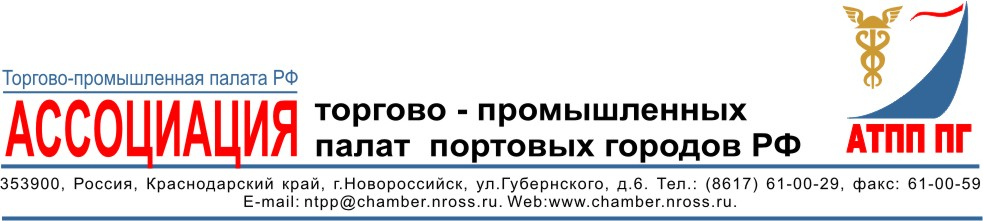 Торгово-промышленная палата РФ
АССОЦИАЦИЯ
торгово - промышленных
палат портовых городов РФ
АТПП ПГ
353900, Россия, Краснодарский край, г.Новороссийск, ул.Губернского, д.6. Тел.: (8617) 61-00-29, факс: 61-00-59
E-mail: ntpp@chamber.nross.ru. Web:www.chamber.nross.ru.